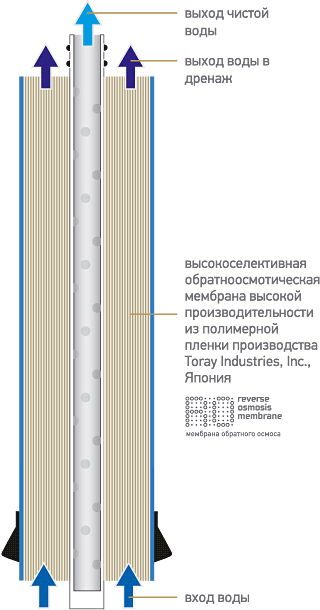 выход чистой
воды
выход воды в
дренаж
высокоселективная
обратноосмотическая
мембрана высокой
производительности
из полимерной
пленки производства
Toray Industries, Inc.,
Япония
reverse
osmosis
membrane
мембрана обратного осмоса
вход воды